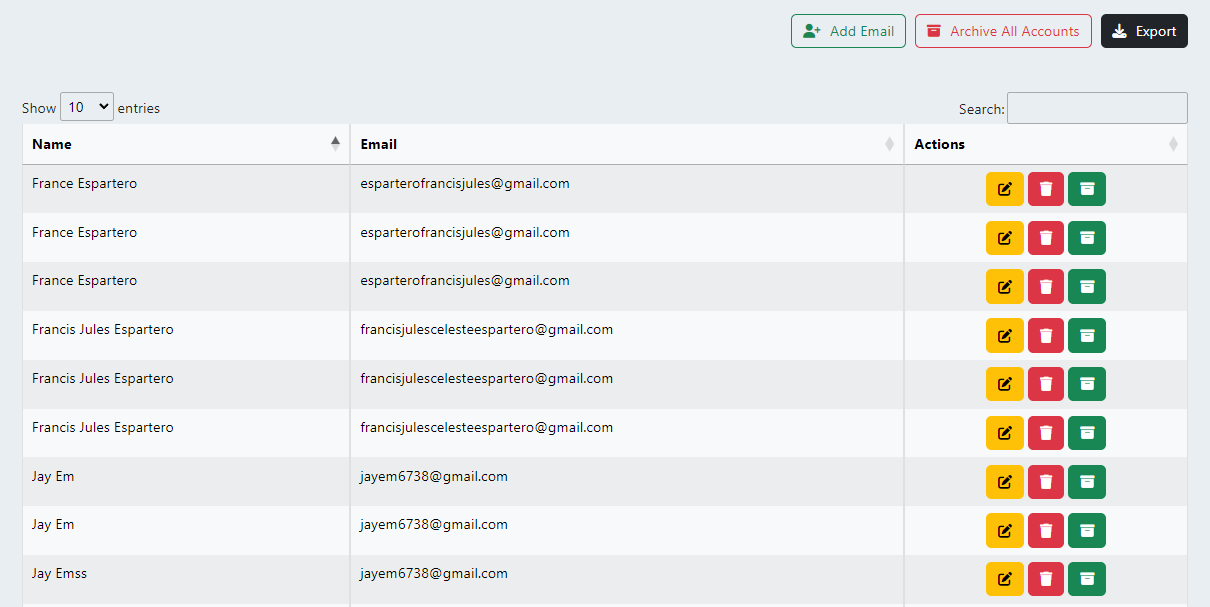 Add Email Archive All Accounts Export
Show 10 entries Search:
Name Email Actions
France Espartero esparterofrancisjules@gmail.com
France Espartero esparterofrancisjules@gmail.com
France Espartero esparterofrancisjules@gmail.com
Francis Jules Espartero francisjulescelesteespartero@gmail.com
Francis Jules Espartero francisjulescelesteespartero@gmail.com
Francis Jules Espartero francisjulescelesteespartero@gmail.com
Jay Em jayem6738@gmail.com
Jay Em jayem6738@gmail.com
Jay Emss jayem6738@gmail.com